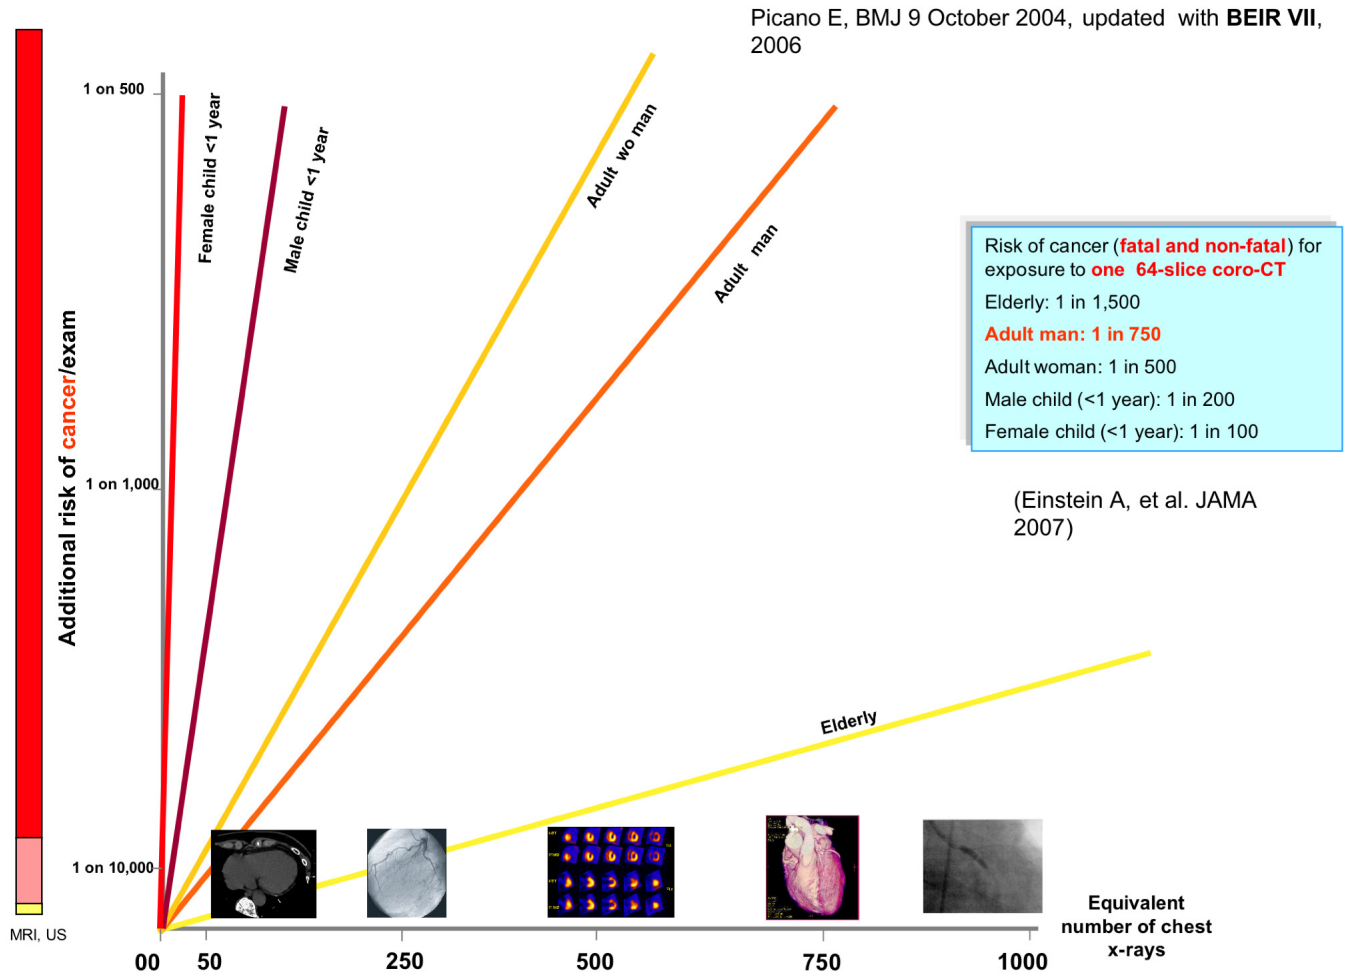 Picano E, BMJ 9 October 2004, updated with BEIR VII,
2006
1 on 500
Female child <1 year
Male child <1 year
Adult wo man
Adult man
Risk of cancer (fatal and non-fatal) for
exposure to one 64-slice coro-CT
Elderly: 1 in 1,500
Adult man: 1 in 750
Adult woman: 1 in 500
Male child (<1 year): 1 in 200
Female child (<1 year): 1 in 100
Additional risk of cancer/exam
1 on 1,000
(Einstein A, et al. JAMA
2007)
Elderly
1 on 10,000
Equivalent
number of chest
x-rays
MRI, US
00 50 250 500 750 1000